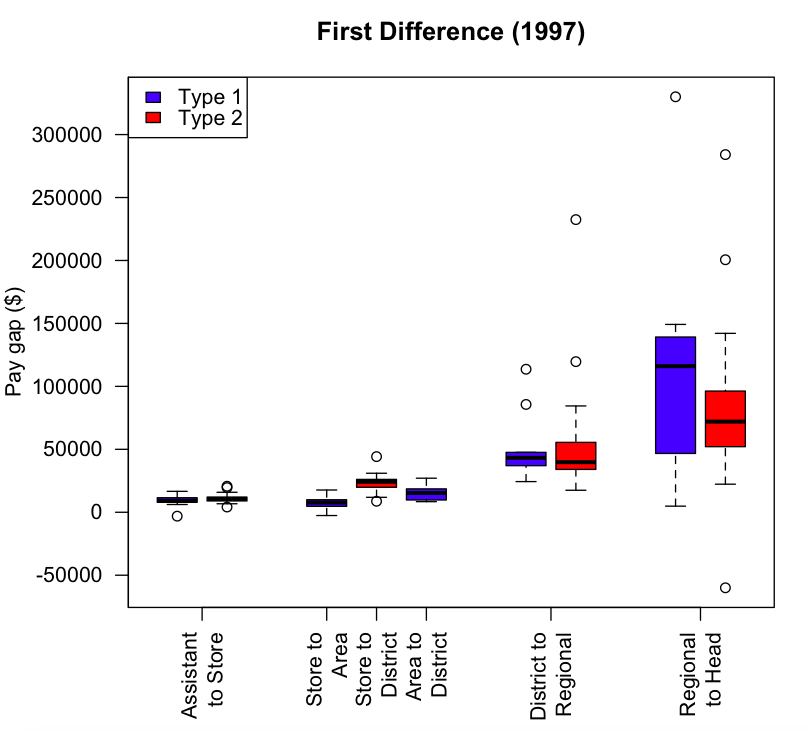 First Difference (1997)
Type 1
Type 2
Pay gap ($)
300000
250000
200000
150000
100000
50000
0
-50000
Assistant
to Store
Store to
Area
Store to
District
Area to
District
District to
Regional
Regional
to Head